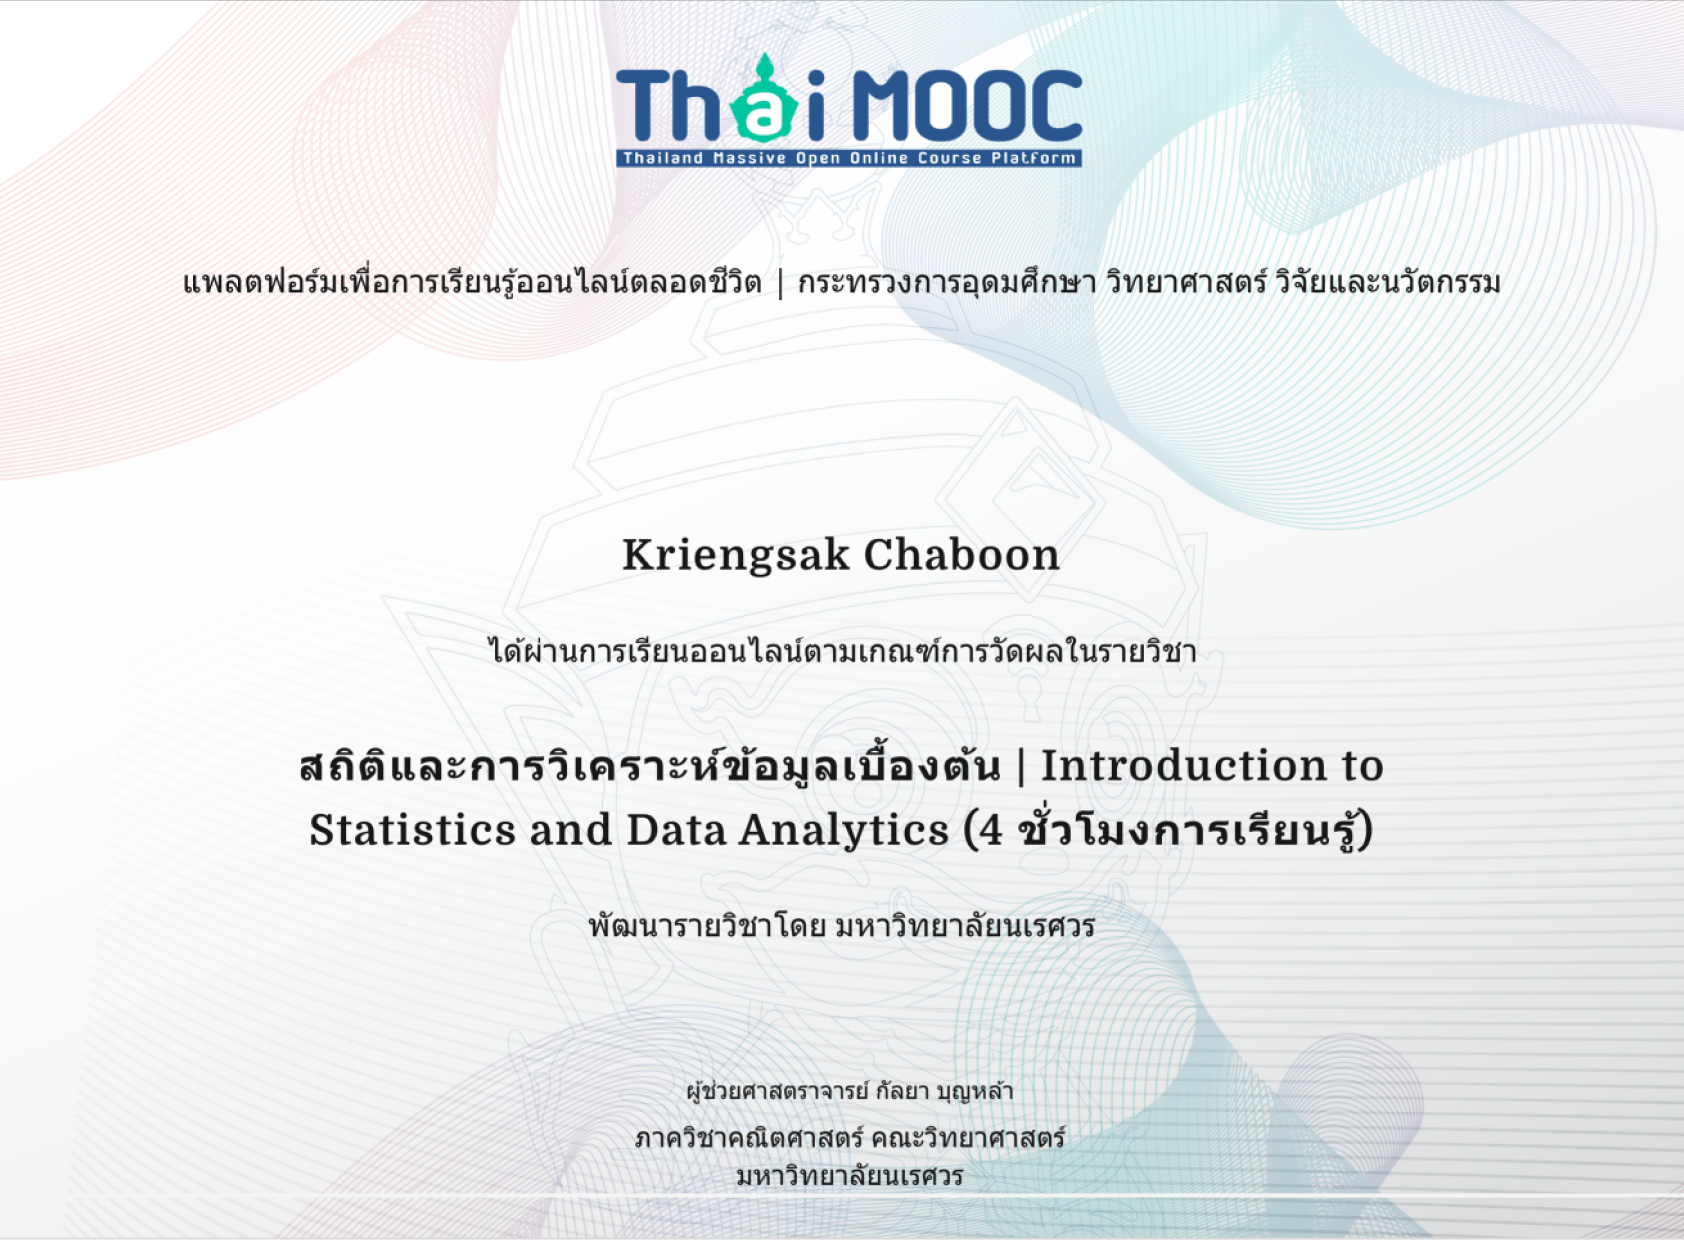 Thai MOOC
Thailand Massive Open Online Course Platform
แพลตฟอร์มเพื่อการเรียนรู้ออนไลน์ตลอดชีวิต | กระทรวงการอุดมศึกษา วิทยาศาสตร์ วิจัยและนวัตกรรม
Kriengsak Chaboon
ได้ผ่านการเรียนออนไลน์ตามเกณฑ์การวัดผลในรายวิชา
สถิติและการวิเคราะห์ข้อมูลเบื้องต้น | Introduction to
Statistics and Data Analytics (4 ชั่วโมงการเรียนรู้)
พัฒนารายวิชาโดย มหาวิทยาลัยนเรศวร
ผู้ช่วยศาสตราจารย์ กัลยา บุญหล้า
ภาควิชาคณิตศาสตร์ คณะวิทยาศาสตร์
มหาวิทยาลัยนเรศวร